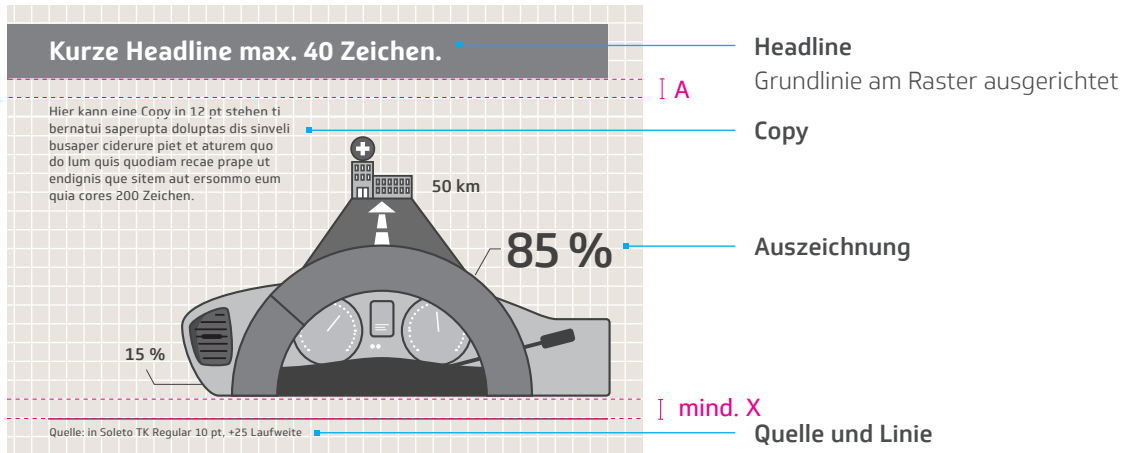 Kurze Headline max. 40 Zeichen.
Headline
Grundlinie am Raster ausgerichtet
A
Hier kann eine Copy in 12 pt stehen ti
bernatui saperupta doluptas dis sinveli
busaper ciderure piet et aturem quo
do lum quis quodiam recae prape ut
endignis que sitem aut ersommo eum
quia cores 200 Zeichen.
Copy
50 km
85 %
Auszeichnung
15 %
mind. X
Quelle: in Soleto TK Regular 10 pt, +25 Laufweite
Quelle und Linie